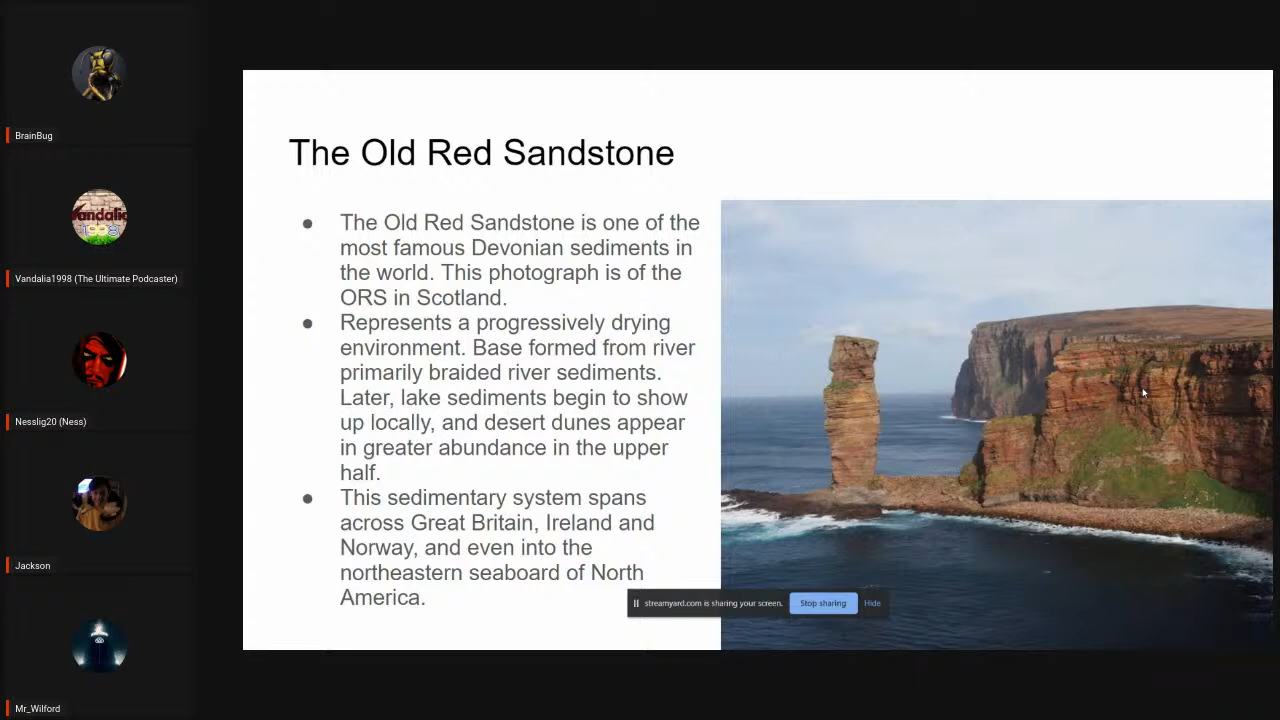 BrainBug
Vandalia1998 (The Ultimate Podcaster)
Nesslig20 (Ness)
Jackson
Mr_Wilford
The Old Red Sandstone
● The Old Red Sandstone is one of the
most famous Devonian sediments in
the world. This photograph is of the
ORS in Scotland.
● Represents a progressively drying
environment. Base formed from river
primarily braided river sediments.
Later, lake sediments begin to show
up locally, and desert dunes appear
in greater abundance in the upper
half.
● This sedimentary system spans
across Great Britain, Ireland and
Norway, and even into the
northeastern seaboard of North
America.
streamyard.com is sharing your screen. Stop sharing Hide